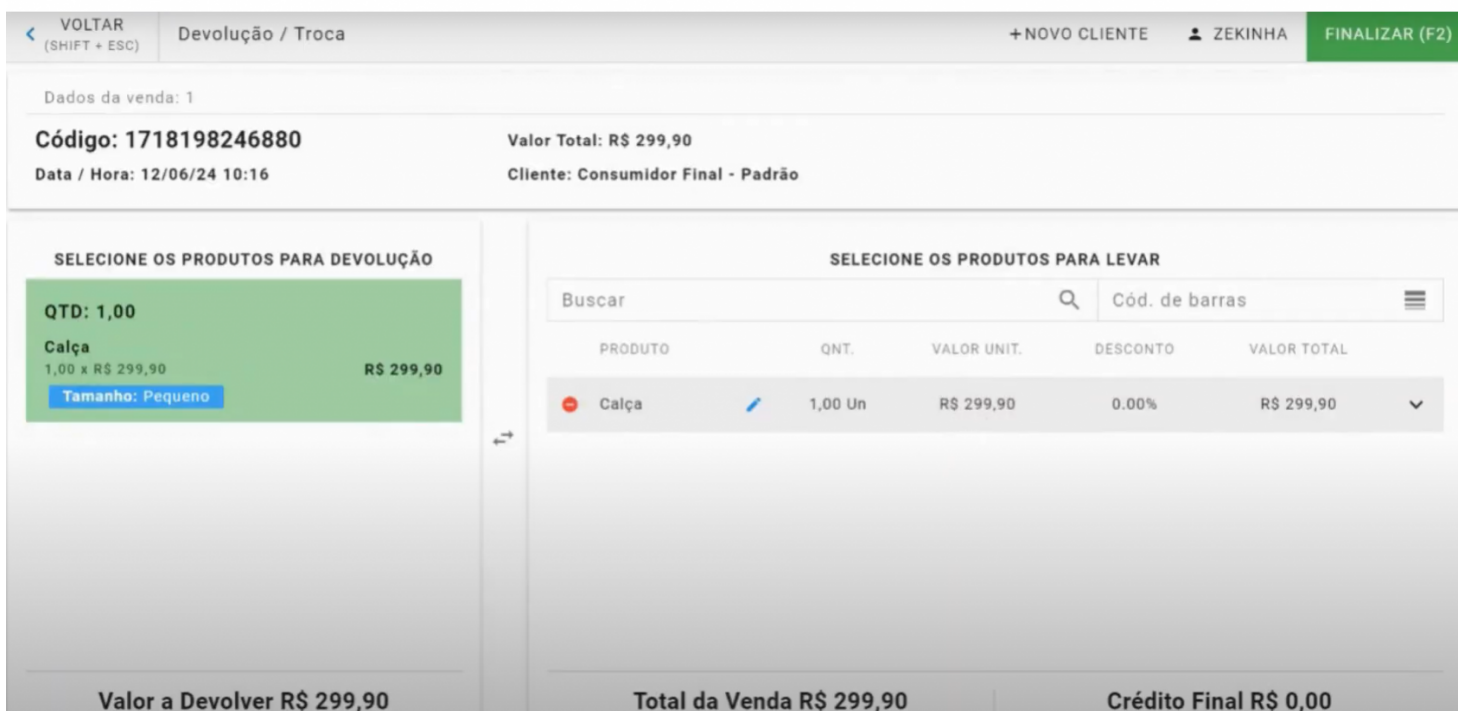 VOLTAR
(SHIFT + ESC)
Devolução / Troca
+NOVO CLIENTE
ZEKINHA
FINALIZAR (F2)
Dados da venda: 1
Código: 1718198246880
Valor Total: R$ 299,90
Data / Hora: 12/06/24 10:16
Cliente: Consumidor Final - Padrão
SELECIONE OS PRODUTOS PARA DEVOLUÇÃO
QTD: 1,00
Calça
1,00 x R$ 299,90
R$ 299,90
Tamanho: Pequeno
SELECIONE OS PRODUTOS PARA LEVAR
Buscar
Cód. de barras
PRODUTO QNT. VALOR UNIT. DESCONTO VALOR TOTAL
Calça 1,00 Un R$ 299,90 0.00% R$ 299,90
Valor a Devolver R$ 299,90
Total da Venda R$ 299,90
Crédito Final R$ 0,00